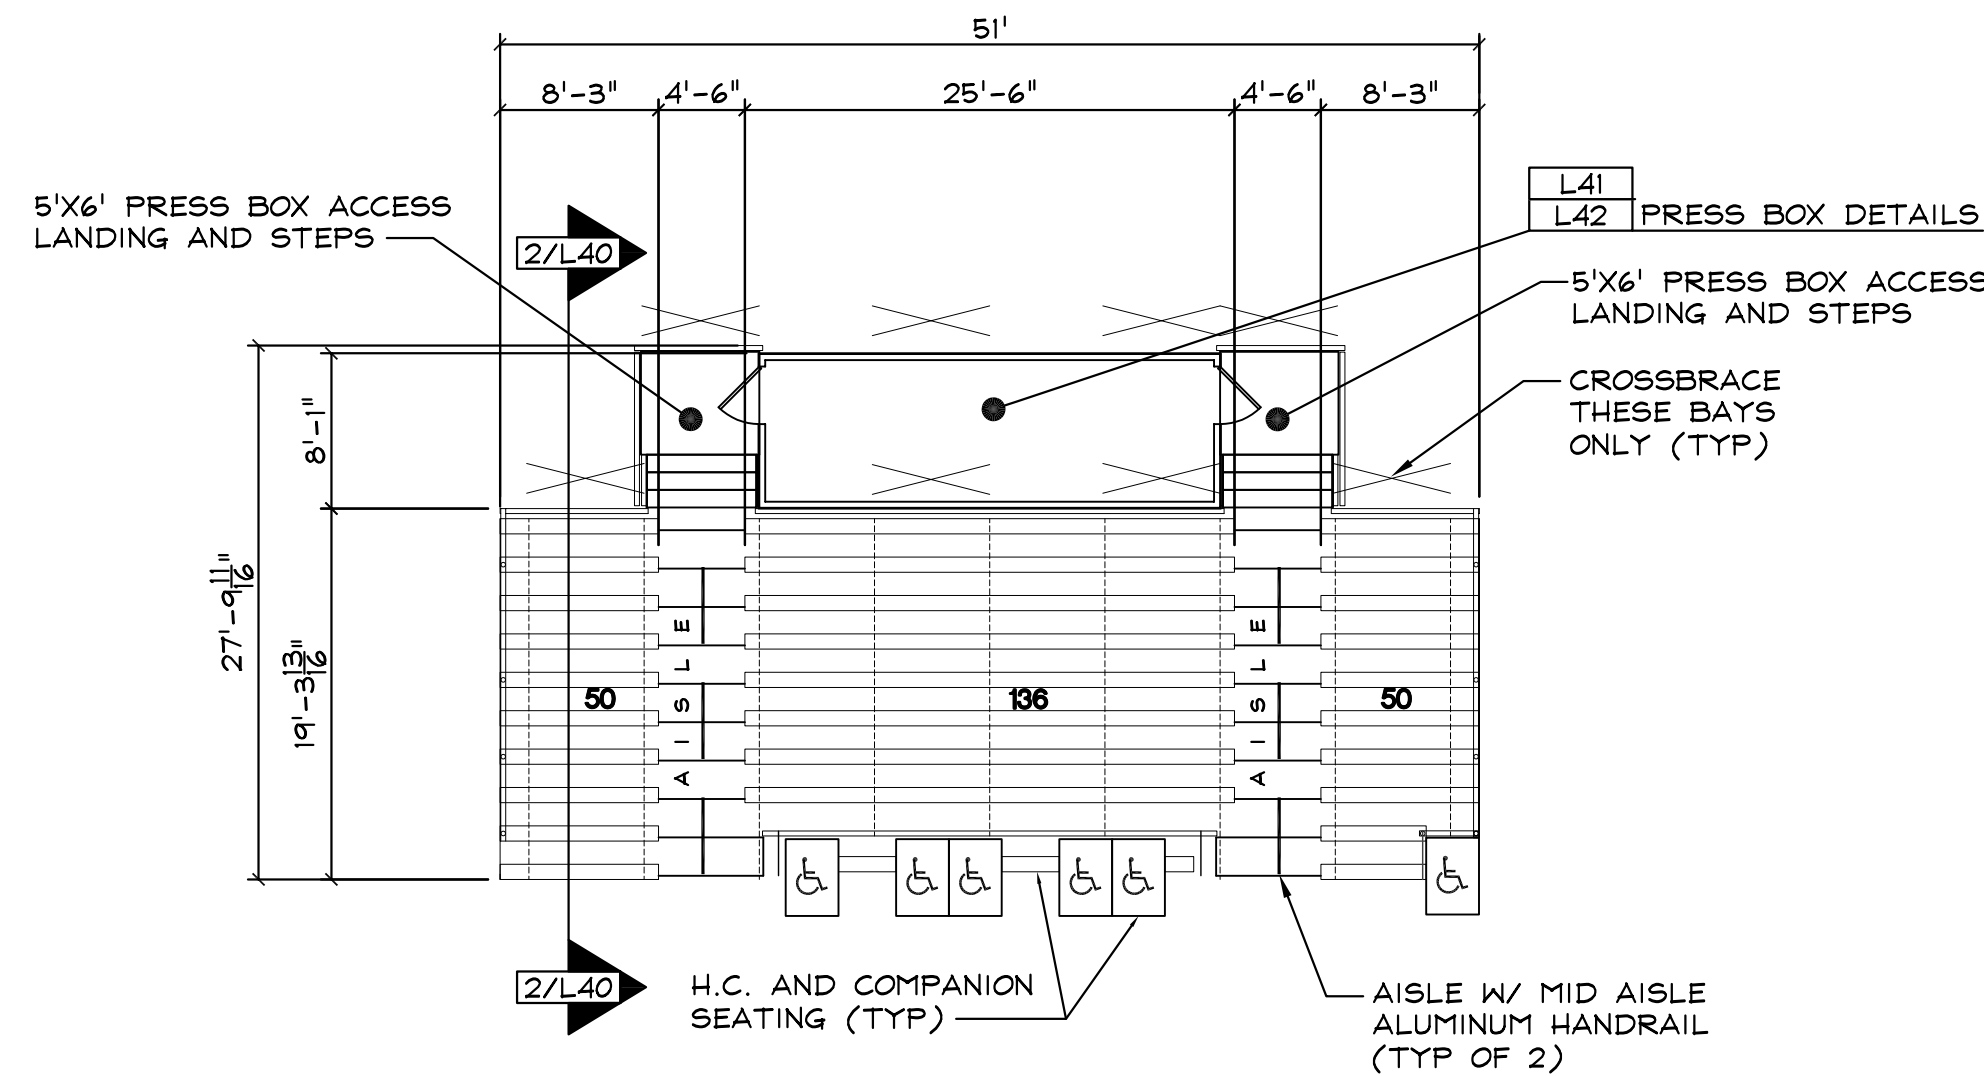 51'
8'-3" 4'-6" 25'-6" 4'-6" 8'-3"
5'X6' PRESS BOX ACCESS
LANDING AND STEPS
2/L40
L41
L42 PRESS BOX DETAILS
5'X6' PRESS BOX ACCESS
LANDING AND STEPS
CROSSBRACE
THESE BAYS
ONLY (TYP)
8'-1"
27'-9 11/16"
19'-3 13/16"
AISLE
AISLE
50
136
50
2/L40
H.C. AND COMPANION
SEATING (TYP)
AISLE W/ MID AISLE
ALUMINUM HANDRAIL
(TYP OF 2)